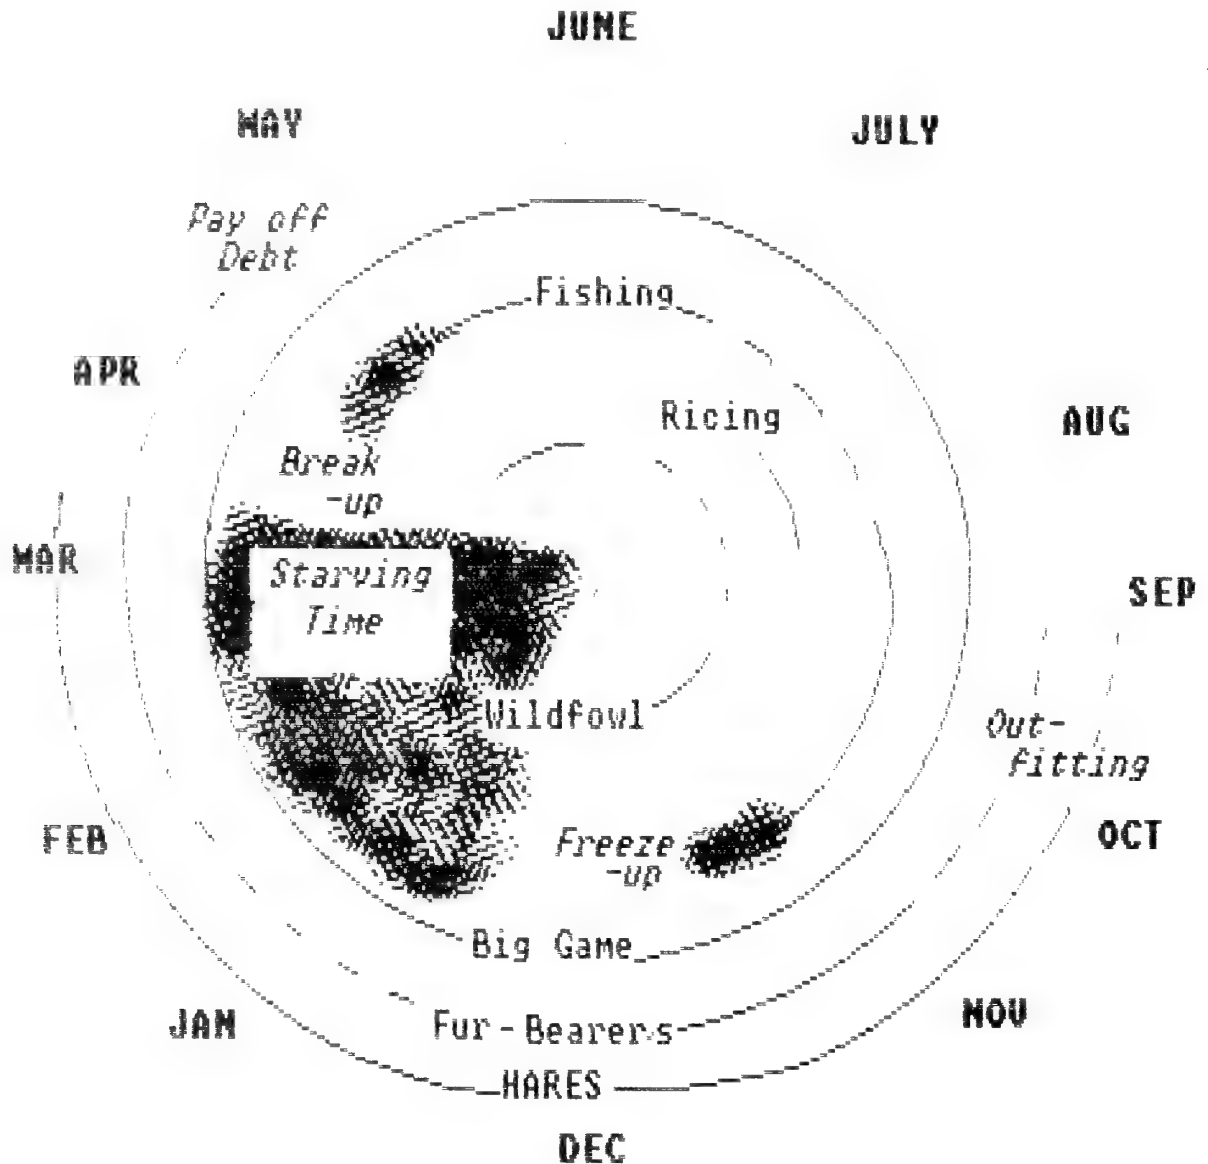 JUNE
MAY
JULY
Pay off
Debt
Fishing
APR
Ricing
AUG
Break
-up
MAR
Starving
Time
SEP
Wildfowl
Out-
fitting
FEB
Freeze
-up
OCT
Big Game
JAN
Fur-Bearers
NOV
HARES
DEC